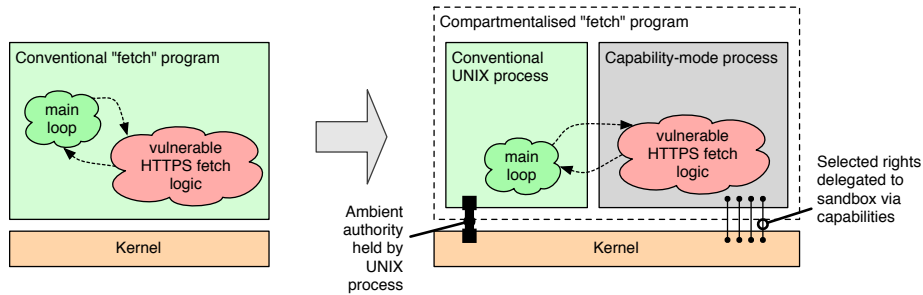 Conventional "fetch" program
main
loop
vulnerable
HTTPS fetch
logic
Kernel
Compartmentalised "fetch" program
Conventional
UNIX process
Capability-mode process
main
loop
vulnerable
HTTPS fetch
logic
Ambient
authority
held by
UNIX
process
Kernel
Selected rights
delegated to
sandbox via
capabilities